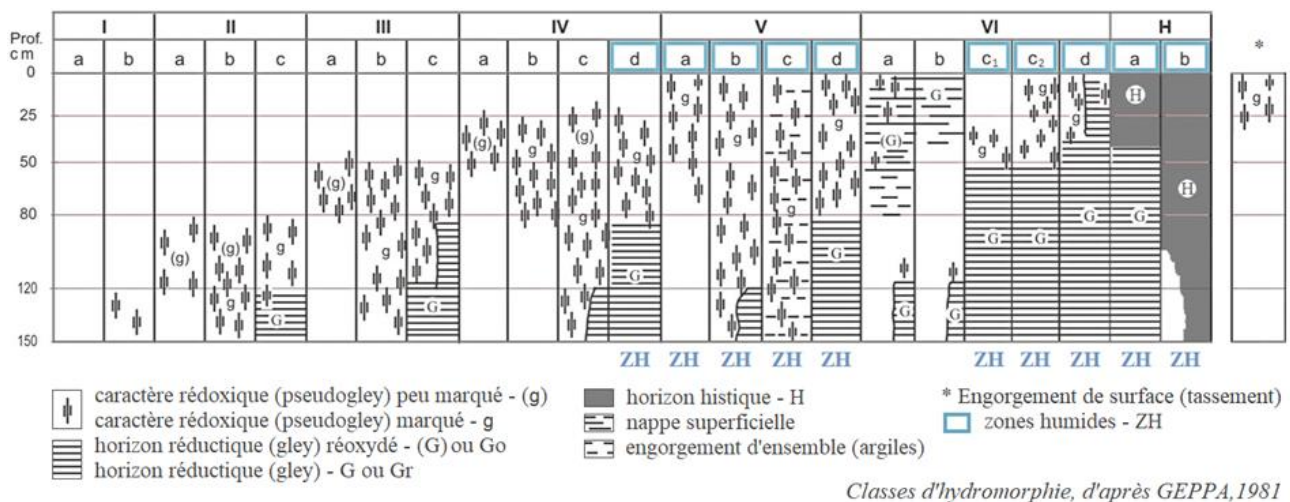 I II III IV V VI H
Prof.
cm a b a b c a b c a b c d a b c d a b c₁ c₂ d a b *
0
25
50
80
120
150
g g G g H g
(g) g (g) g g g (G) g
(g) g g g H
(g) (g) g g g G G
(g) g G G G G
g G G G G
ZH ZH ZH ZH ZH ZH ZH ZH ZH ZH
caractère rédoxique (pseudogley) peu marqué - (g)
caractère rédoxique (pseudogley) marqué - g
horizon réductique (gley) réoxydé - (G) ou Go
horizon réductique (gley) - G ou Gr
horizon histique - H
nappe superficielle
engorgement d'ensemble (argiles)
* Engorgement de surface (tassement)
zones humides - ZH
Classes d'hydromorphie, d'après GEPPA,1981